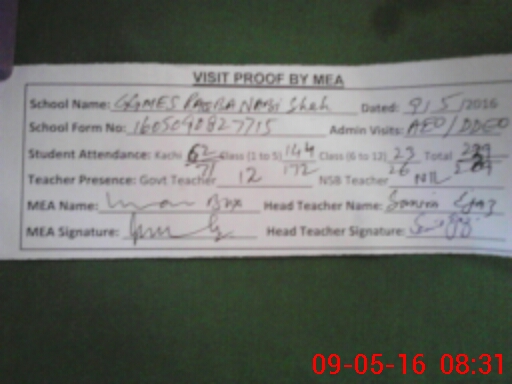 VISIT PROOF BY MEA
School Name: GGMES Nabi Shah Dated: 9/5/2016
School Form No: 1605090827715 Admin Visits: AEO/DDEO
Student Attendance: Kachi 62/71 Class (1 to 5) 144/172 Class (6 to 12) 23/26 Total
Teacher Presence: Govt Teacher 12 NSB Teacher NIL
MEA Name: Head Teacher Name:
MEA Signature: Head Teacher Signature:
09-05-16 08:31